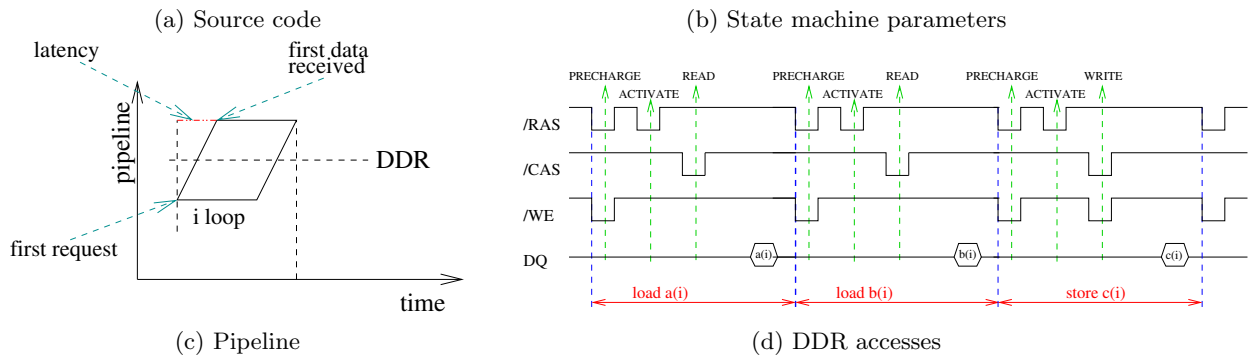 (a) Source code
(b) State machine parameters
latency
first data
received
pipeline
DDR
i loop
first request
time
(c) Pipeline
PRECHARGE READ PRECHARGE READ PRECHARGE WRITE
ACTIVATE ACTIVATE ACTIVATE
/RAS
/CAS
/WE
DQ a(i) b(i) c(i)
load a(i) load b(i) store c(i)
(d) DDR accesses